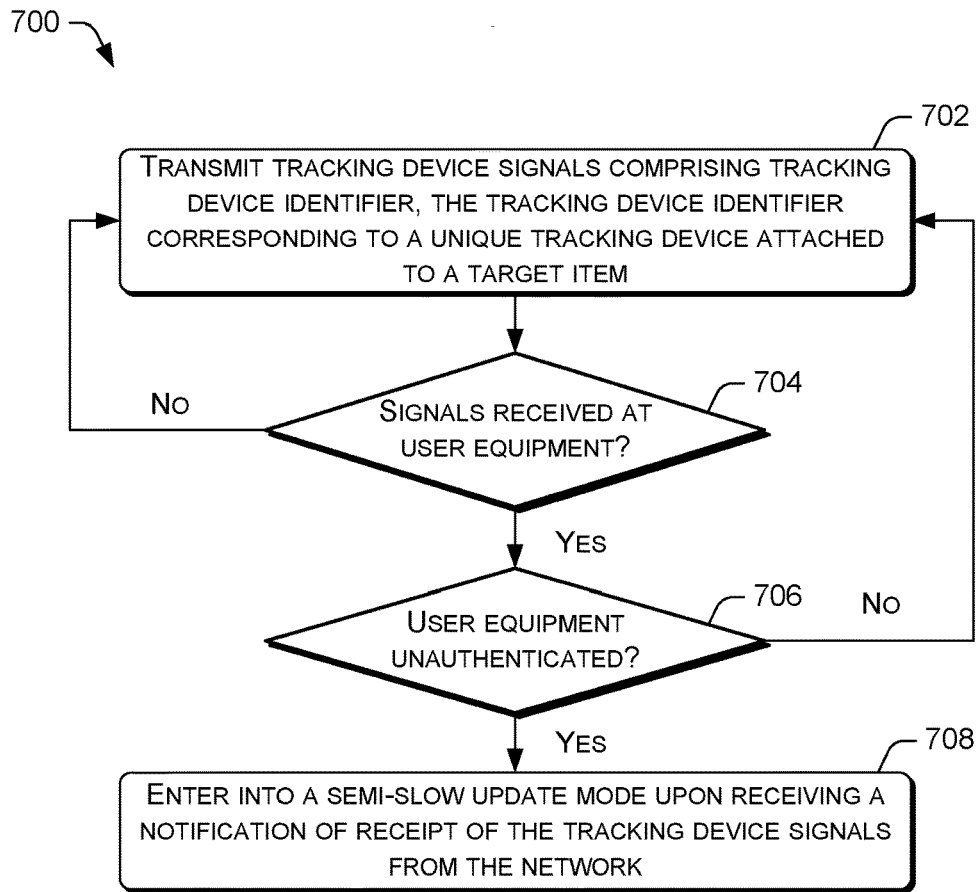 700
702
TRANSMIT TRACKING DEVICE SIGNALS COMPRISING TRACKING
DEVICE IDENTIFIER, THE TRACKING DEVICE IDENTIFIER
CORRESPONDING TO A UNIQUE TRACKING DEVICE ATTACHED
TO A TARGET ITEM
704
NO
SIGNALS RECEIVED AT
USER EQUIPMENT?
YES
706
NO
USER EQUIPMENT
UNAUTHENTICATED?
YES
708
ENTER INTO A SEMI-SLOW UPDATE MODE UPON RECEIVING A
NOTIFICATION OF RECEIPT OF THE TRACKING DEVICE SIGNALS
FROM THE NETWORK